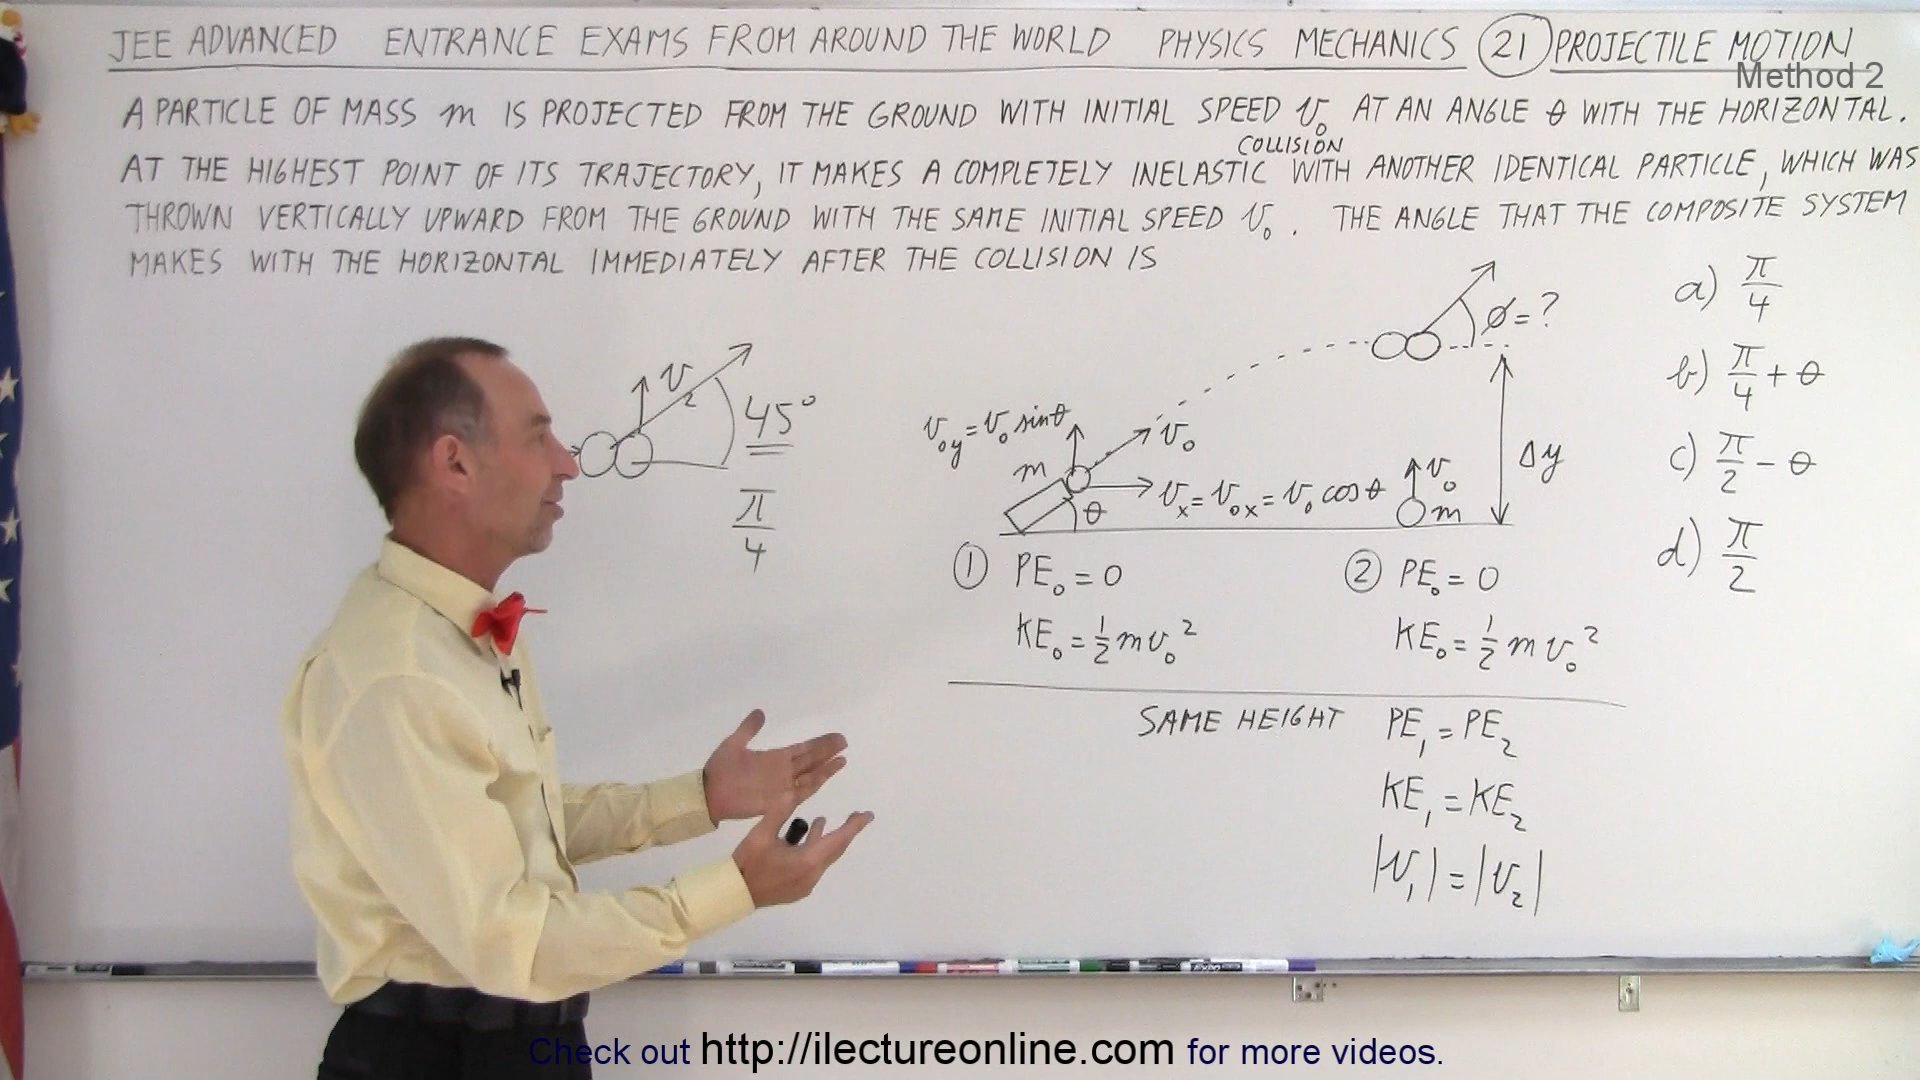 JEE ADVANCED ENTRANCE EXAMS FROM AROUND THE WORLD PHYSICS MECHANICS 21 PROJECTILE MOTION
Method 2
A PARTICLE OF MASS m IS PROJECTED FROM THE GROUND WITH INITIAL SPEED v₀ AT AN ANGLE θ WITH THE HORIZONTAL.
COLLISION
AT THE HIGHEST POINT OF ITS TRAJECTORY, IT MAKES A COMPLETELY INELASTIC WITH ANOTHER IDENTICAL PARTICLE, WHICH WAS
THROWN VERTICALLY UPWARD FROM THE GROUND WITH THE SAME INITIAL SPEED v₀. THE ANGLE THAT THE COMPOSITE SYSTEM
MAKES WITH THE HORIZONTAL IMMEDIATELY AFTER THE COLLISION IS
a) π/4
b) π/4 + θ
c) π/2 - θ
d) π/2
v₂
45°
π/4
ø = ?
v₀y = v₀ sinθ
v₀
m
θ
vₓ = v₀ₓ = v₀ cosθ
v₀
m
Δy
① PE₀ = 0
KE₀ = ½ m v₀²
② PE₀ = 0
KE₀ = ½ m v₀²
SAME HEIGHT PE₁ = PE₂
KE₁ = KE₂
|v₁| = |v₂|
Check out http://ilectureonline.com for more videos.